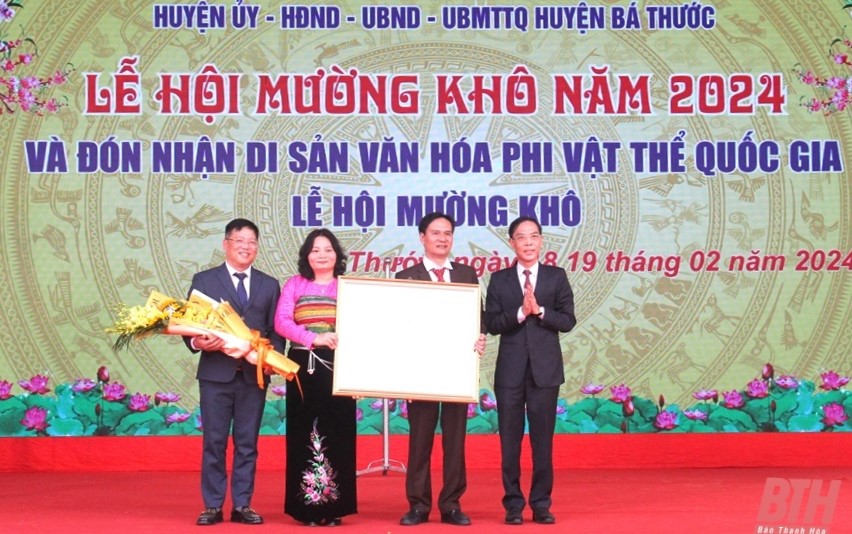 HUYỆN ỦY - HĐND - UBND - UBMTTQ HUYỆN BÁ THƯỚC
LỄ HỘI MƯỜNG KHÔ NĂM 2024
VÀ ĐÓN NHẬN DI SẢN VĂN HÓA PHI VẬT THỂ QUỐC GIA
LỄ HỘI MƯỜNG KHÔ
19 tháng 02 năm 2024
BTH
Báo Thanh Hóa